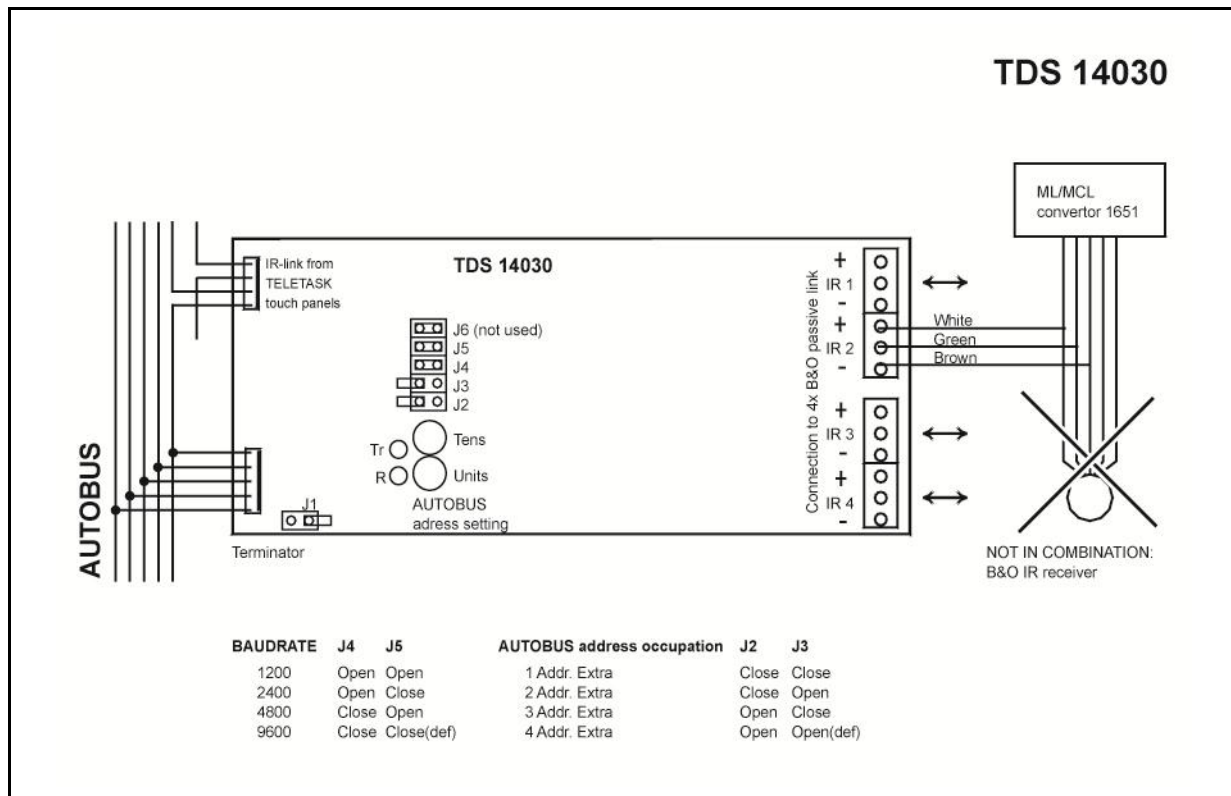 TDS 14030
ML/MCL
convertor 1651
IR-link from
TELETASK
touch panels
TDS 14030
J6 (not used)
J5
J4
J3
J2
Tr
Tens
R
Units
AUTOBUS
adress setting
J1
Terminator
AUTOBUS
Connection to 4x B&O passive link
+
IR 1
-
+
IR 2
-
+
IR 3
-
+
IR 4
-
White
Green
Brown
NOT IN COMBINATION:
B&O IR receiver
BAUDRATE J4 J5 AUTOBUS address occupation J2 J3
1200 Open Open 1 Addr. Extra Close Close
2400 Open Close 2 Addr. Extra Close Open
4800 Close Open 3 Addr. Extra Open Close
9600 Close Close(def) 4 Addr. Extra Open Open(def)